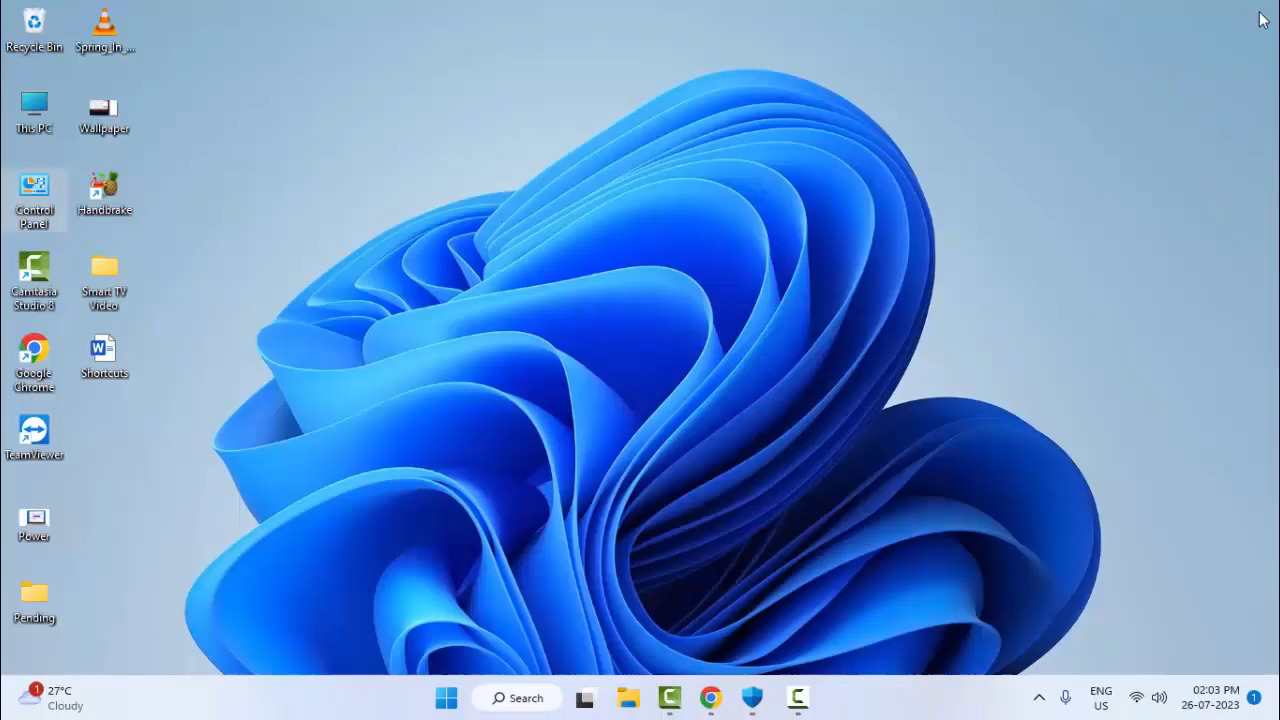 Recycle Bin
Spring_In_...
This PC
Wallpaper
Control
Panel
Handbrake
Camtasia
Studio 8
Smart TV
Video
Google
Chrome
Shortcuts
TeamViewer
Power
Pending
1
27°C
Cloudy
Search
ENG
US
02:03 PM
26-07-2023
1